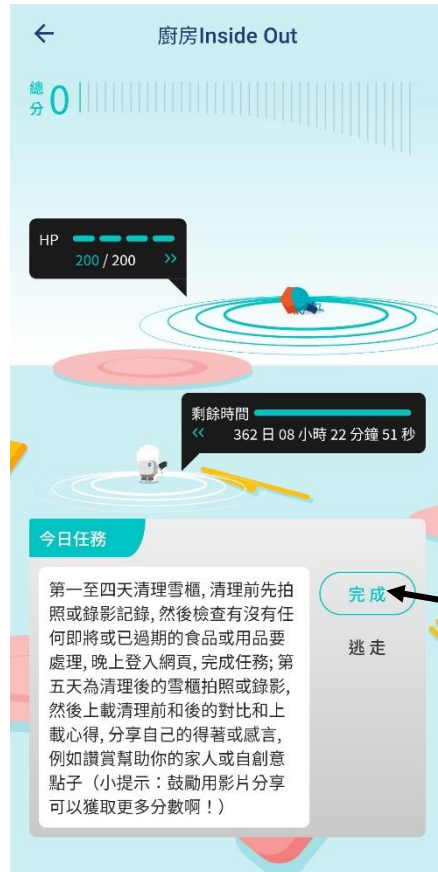 廚房Inside Out
總分 0
HP
200 / 200
剩餘時間
362 日 08 小時 22 分鐘 51 秒
今日任務
第一至四天清理雪櫃, 清理前先拍
照或錄影記錄, 然後檢查有沒有任
何即將或已過期的食品或用品要
處理, 晚上登入網頁, 完成任務; 第
五天為清理後的雪櫃拍照或錄影,
然後上載清理前和後的對比和上
載心得, 分享自己的得著或感言,
例如讚賞幫助你的家人或自創意
點子（小提示：鼓勵用影片分享
可以獲取更多分數啊！）
完成
逃走